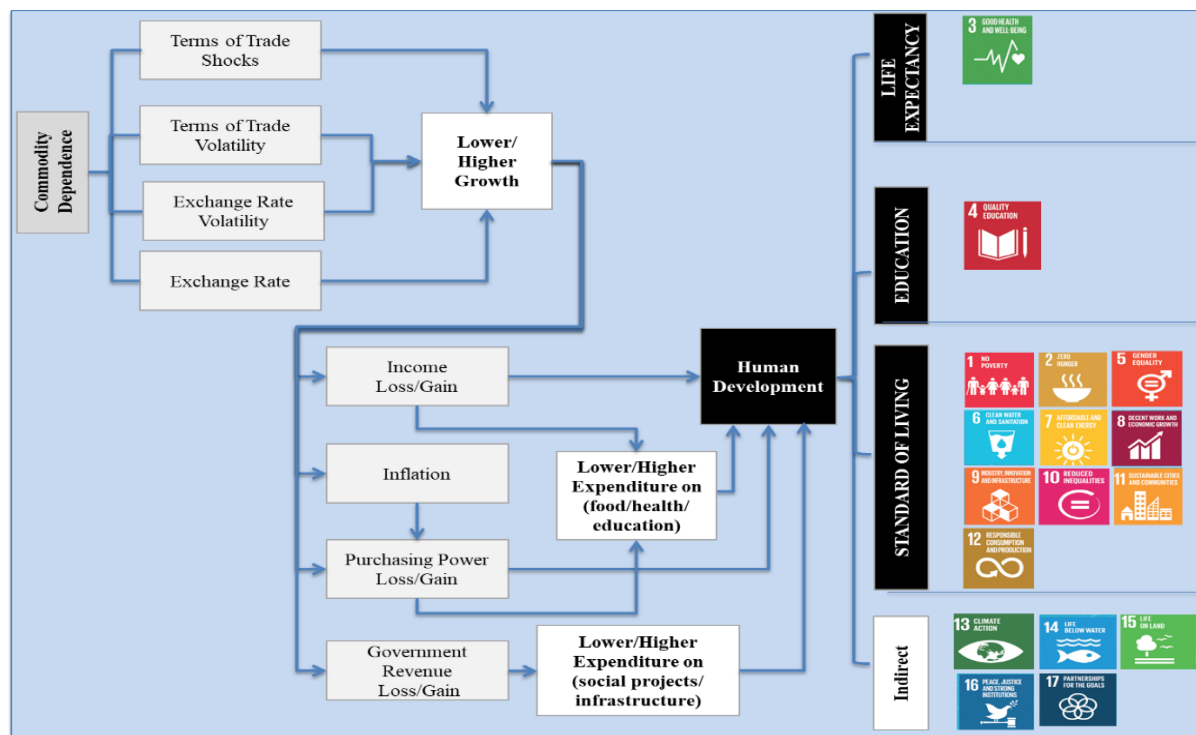 Commodity
Dependence
Terms of Trade
Shocks
Terms of Trade
Volatility
Exchange Rate
Volatility
Exchange Rate
Lower/
Higher
Growth
Income
Loss/Gain
Inflation
Purchasing Power
Loss/Gain
Government
Revenue
Loss/Gain
Lower/Higher
Expenditure on
(food/health/
education)
Lower/Higher
Expenditure on
(social projects/
infrastructure)
Human
Development
LIFE
EXPECTANCY
3 GOOD HEALTH
AND WELL-BEING
EDUCATION
4 QUALITY
EDUCATION
STANDARD OF LIVING
1 NO
POVERTY
2 ZERO
HUNGER
5 GENDER
EQUALITY
6 CLEAN WATER
AND SANITATION
7 AFFORDABLE AND
CLEAN ENERGY
8 DECENT WORK AND
ECONOMIC GROWTH
9 INDUSTRY, INNOVATION
AND INFRASTRUCTURE
10 REDUCED
INEQUALITIES
11 SUSTAINABLE CITIES
AND COMMUNITIES
12 RESPONSIBLE
CONSUMPTION
AND PRODUCTION
Indirect
13 CLIMATE
ACTION
14 LIFE
BELOW WATER
15 LIFE
ON LAND
16 PEACE, JUSTICE
AND STRONG
INSTITUTIONS
17 PARTNERSHIPS
FOR THE GOALS